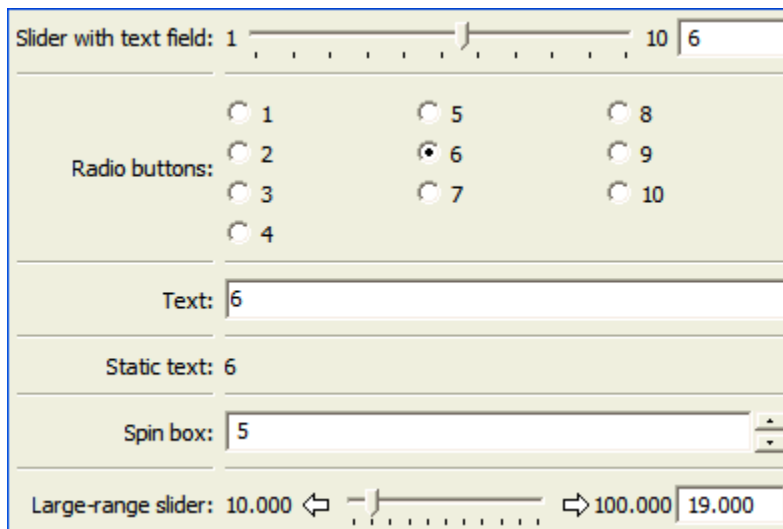 Slider with text field: 1 10 6
1 5 8
Radio buttons: 2 6 9
3 7 10
4
Text: 6
Static text: 6
Spin box: 5
Large-range slider: 10.000 100.000 19.000